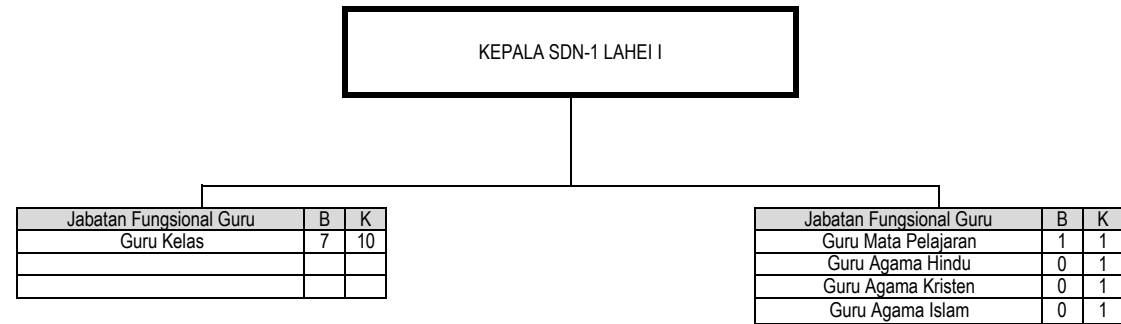 KEPALA SDN-1 LAHEI I
Jabatan Fungsional Guru B K
Guru Kelas 7 10
Jabatan Fungsional Guru B K
Guru Mata Pelajaran 1 1
Guru Agama Hindu 0 1
Guru Agama Kristen 0 1
Guru Agama Islam 0 1